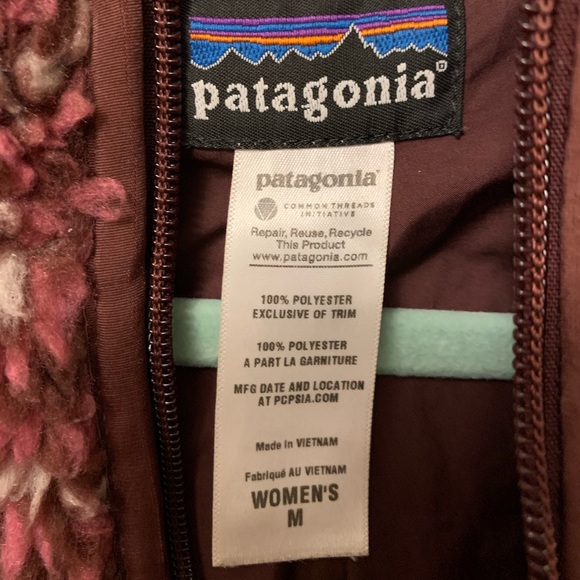 patagonia®
patagonia®
COMMON THREADS
INITIATIVE
Repair, Reuse, Recycle
This Product
www.patagonia.com
100% POLYESTER
EXCLUSIVE OF TRIM
100% POLYESTER
A PART LA GARNITURE
MFG DATE AND LOCATION
AT PCPSIA.COM
Made in VIETNAM
Fabriqué AU VIETNAM
WOMEN'S
M